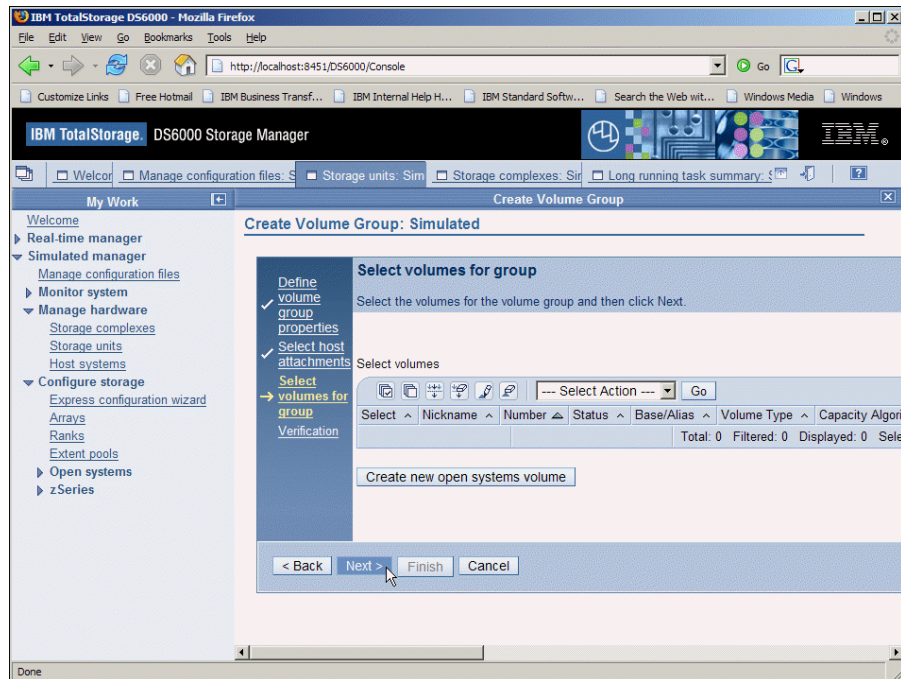 IBM TotalStorage DS6000 - Mozilla Firefox
File Edit View Go Bookmarks Tools Help
http://localhost:8451/DS6000/Console
Go
G
Customize Links Free Hotmail IBM Business Transf... IBM Internal Help H... IBM Standard Softw... Search the Web wit... Windows Media Windows
IBM TotalStorage. DS6000 Storage Manager
IBM
Welcor Manage configuration files: S Storage units: Sim Storage complexes: Sir Long running task summary: S ?
My Work
Create Volume Group
Welcome
Real-time manager
Simulated manager
Manage configuration files
Monitor system
Manage hardware
Storage complexes
Storage units
Host systems
Configure storage
Express configuration wizard
Arrays
Ranks
Extent pools
Open systems
zSeries
Create Volume Group: Simulated
Define
volume
group
properties
Select host
attachments
Select
volumes for
group
Verification
Select volumes for group
Select the volumes for the volume group and then click Next.
Select volumes
--- Select Action --- Go
Select Nickname Number Status Base/Alias Volume Type Capacity Algori
Total: 0 Filtered: 0 Displayed: 0 Sele
Create new open systems volume
< Back Next > Finish Cancel
Done